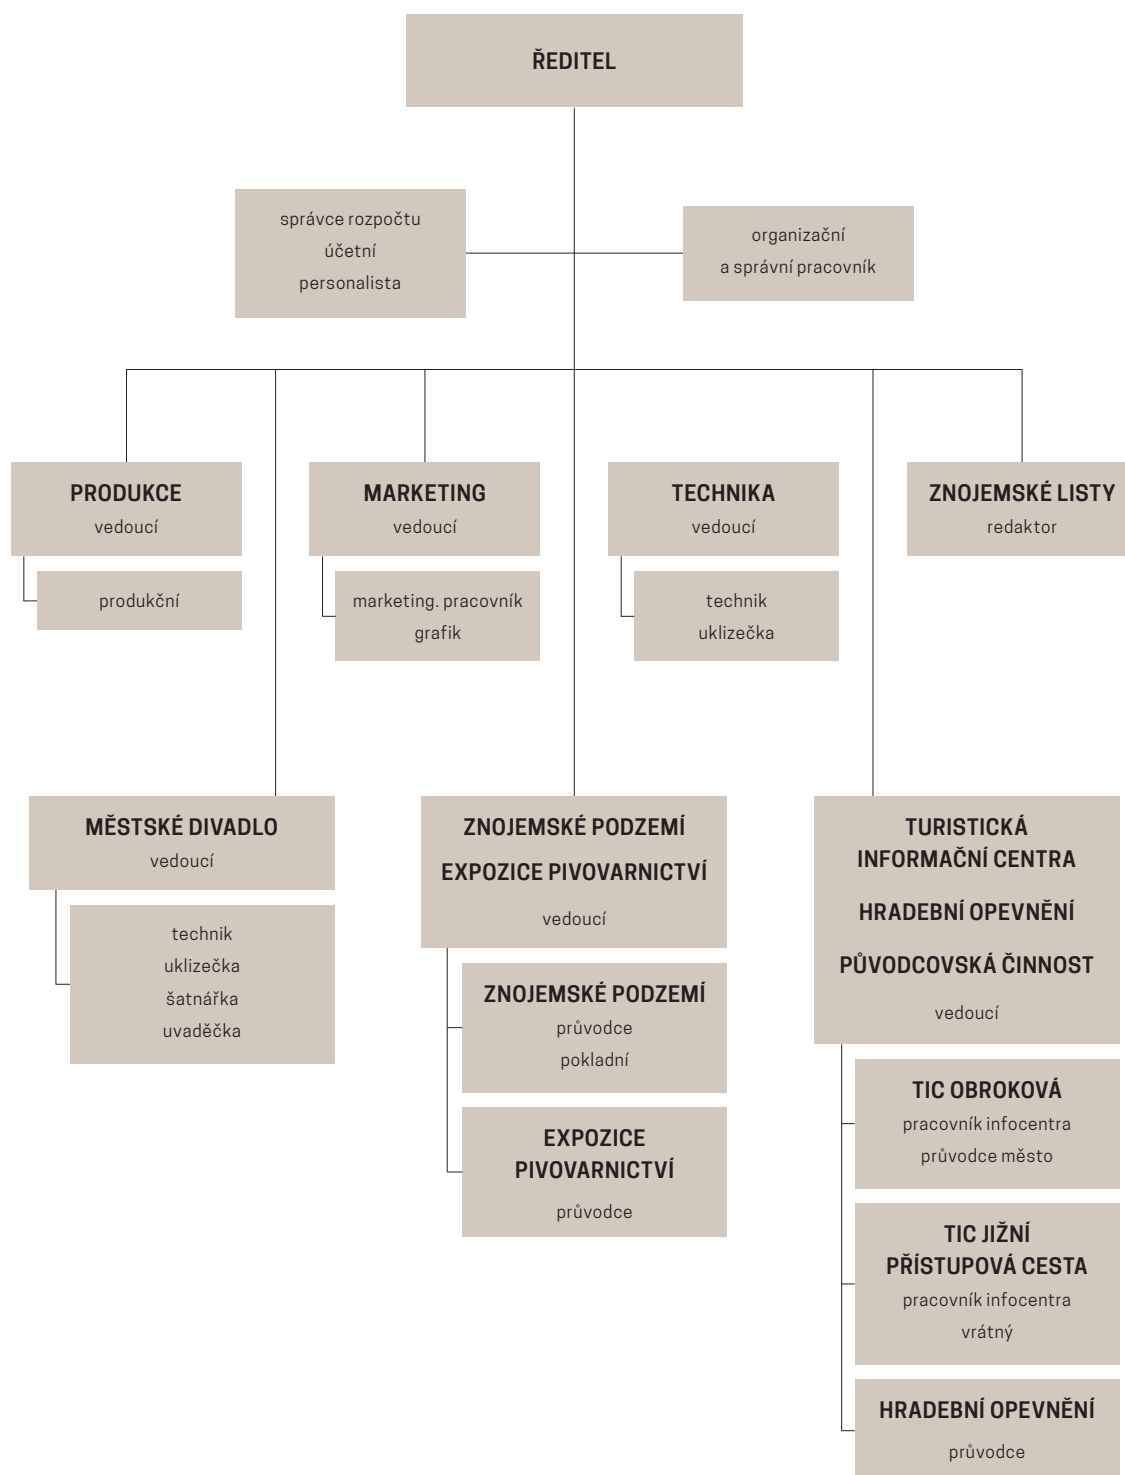 ŘEDITEL
správce rozpočtu
účetní
personalista
organizační
a správní pracovník
PRODUKCE
vedoucí
produkční
MARKETING
vedoucí
marketing. pracovník
grafik
TECHNIKA
vedoucí
technik
uklizečka
ZNOJEMSKÉ LISTY
redaktor
MĚSTSKÉ DIVADLO
vedoucí
technik
uklizečka
šatnářka
uvaděčka
ZNOJEMSKÉ PODZEMÍ
EXPOZICE PIVOVARNICTVÍ
vedoucí
ZNOJEMSKÉ PODZEMÍ
průvodce
pokladní
EXPOZICE
PIVOVARNICTVÍ
průvodce
TURISTICKÁ
INFORMAČNÍ CENTRA
HRADEBNÍ OPEVNĚNÍ
PŮVODCOVSKÁ ČINNOST
vedoucí
TIC OBROKOVÁ
pracovník infocentra
průvodce město
TIC JIŽNÍ
PŘÍSTUPOVÁ CESTA
pracovník infocentra
vrátný
HRADEBNÍ OPEVNĚNÍ
průvodce